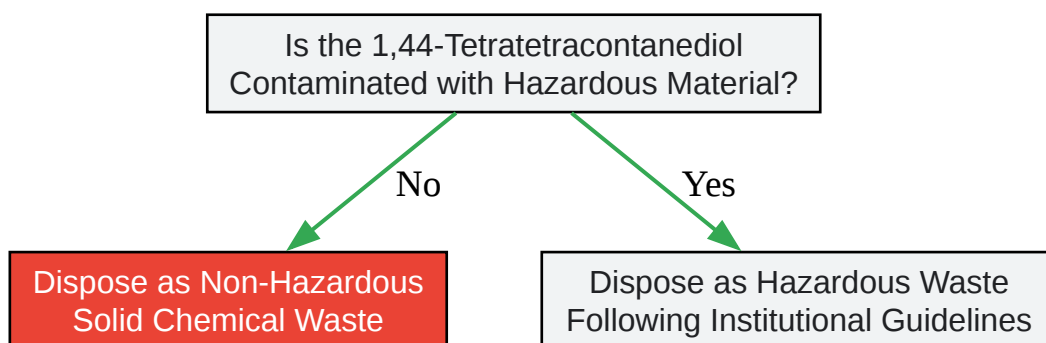 Is the 1,44-Tetratetracontanediol
Contaminated with Hazardous Material?
No
Yes
Dispose as Non-Hazardous
Solid Chemical Waste
Dispose as Hazardous Waste
Following Institutional Guidelines